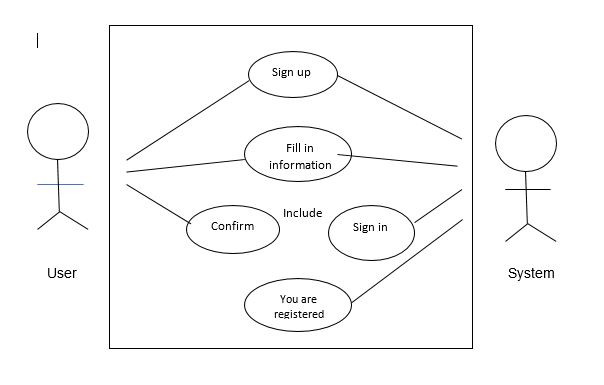 Sign up
Fill in
information
Include
Confirm
Sign in
User
System
You are
registered